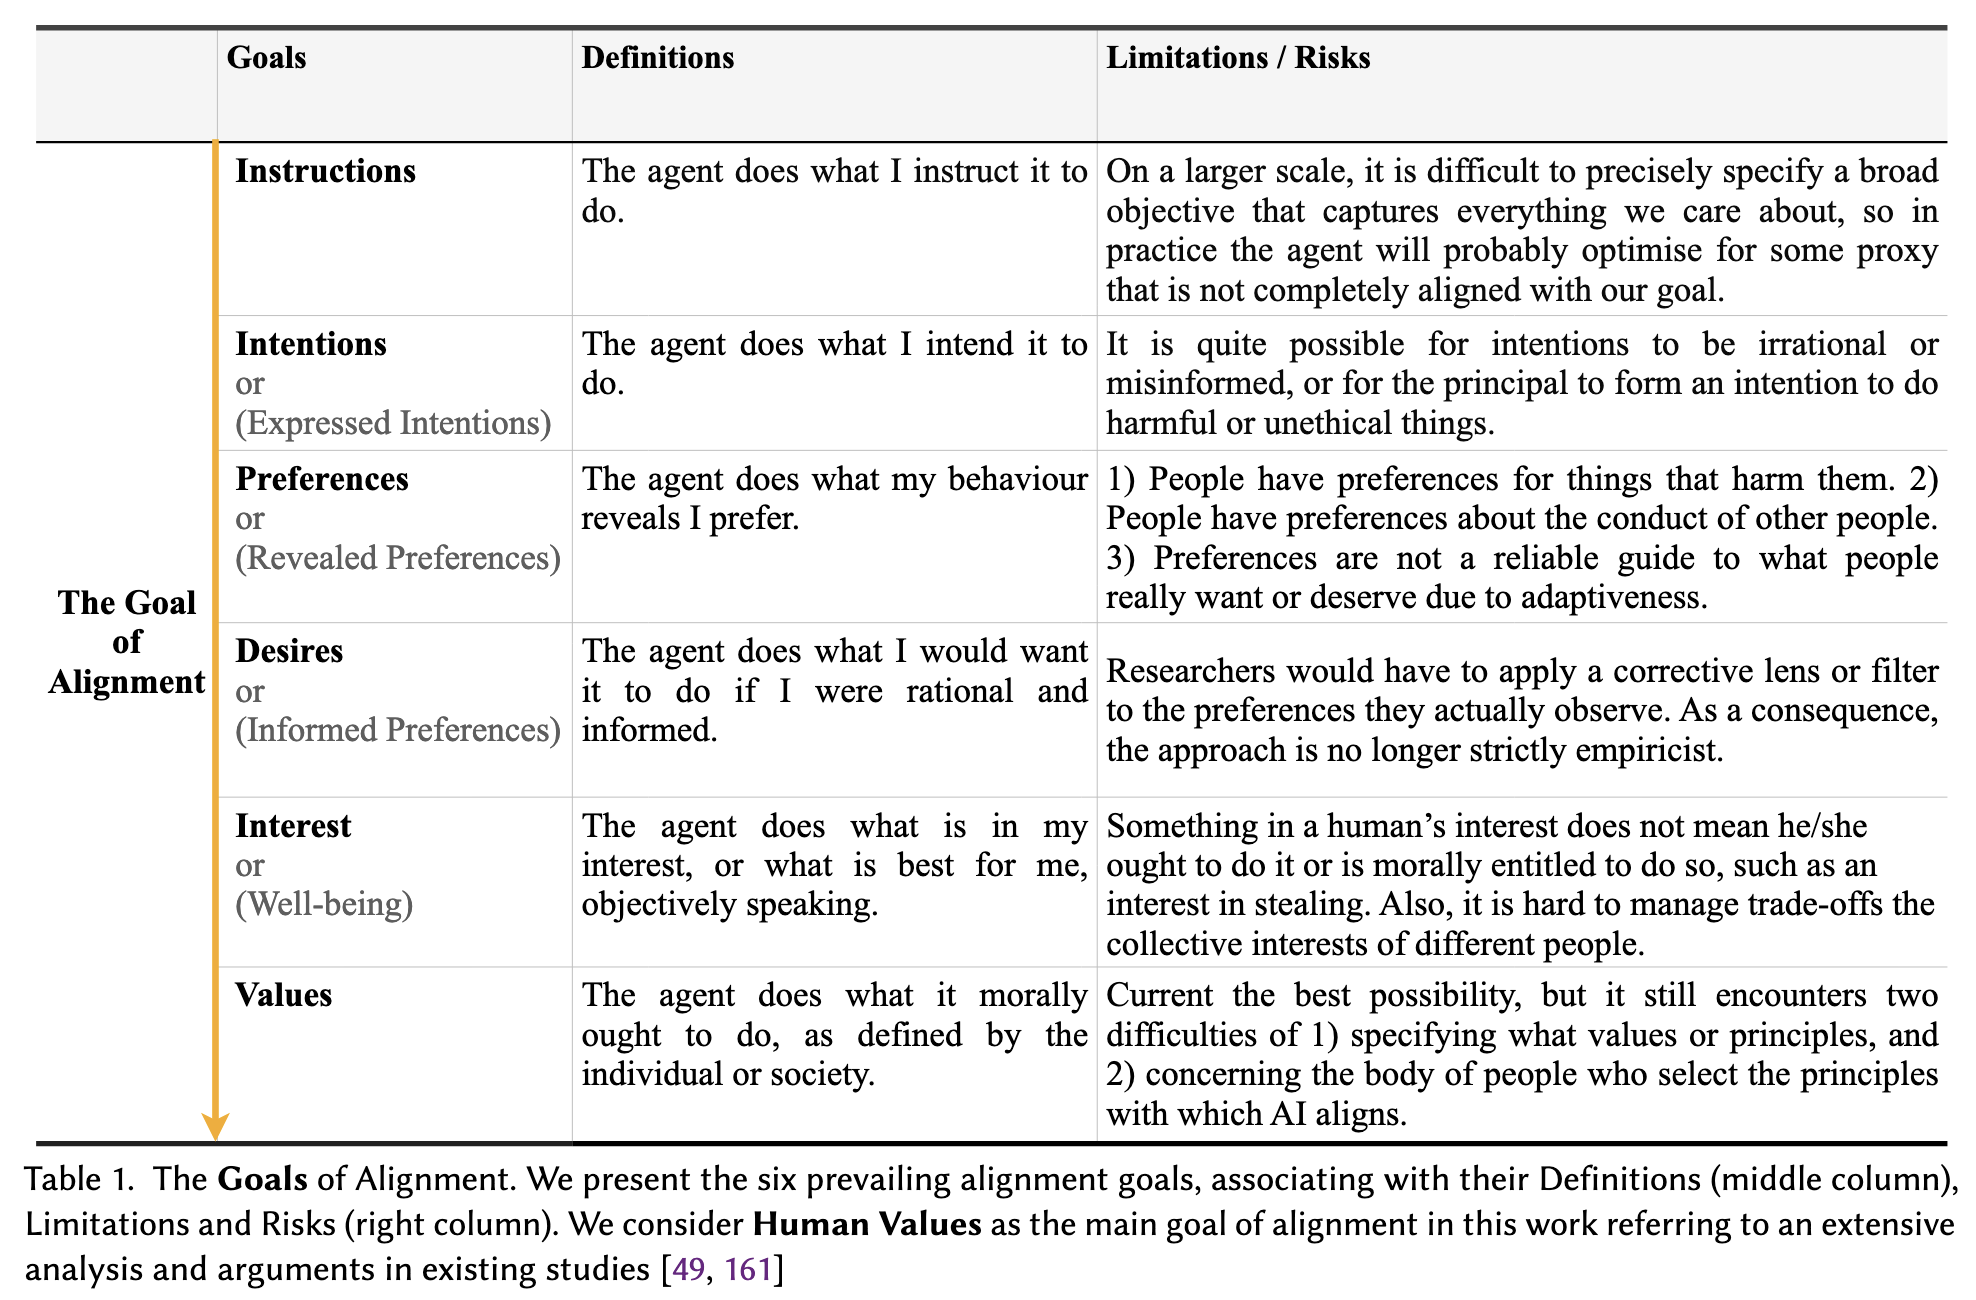 Goals
Definitions
Limitations / Risks
The Goal
of
Alignment
Instructions
The agent does what I instruct it to
do.
On a larger scale, it is difficult to precisely specify a broad
objective that captures everything we care about, so in
practice the agent will probably optimise for some proxy
that is not completely aligned with our goal.
Intentions
or
(Expressed Intentions)
The agent does what I intend it to
do.
It is quite possible for intentions to be irrational or
misinformed, or for the principal to form an intention to do
harmful or unethical things.
Preferences
or
(Revealed Preferences)
The agent does what my behaviour
reveals I prefer.
1) People have preferences for things that harm them. 2)
People have preferences about the conduct of other people.
3) Preferences are not a reliable guide to what people
really want or deserve due to adaptiveness.
Desires
or
(Informed Preferences)
The agent does what I would want
it to do if I were rational and
informed.
Researchers would have to apply a corrective lens or filter
to the preferences they actually observe. As a consequence,
the approach is no longer strictly empiricist.
Interest
or
(Well-being)
The agent does what is in my
interest, or what is best for me,
objectively speaking.
Something in a human’s interest does not mean he/she
ought to do it or is morally entitled to do so, such as an
interest in stealing. Also, it is hard to manage trade-offs the
collective interests of different people.
Values
The agent does what it morally
ought to do, as defined by the
individual or society.
Current the best possibility, but it still encounters two
difficulties of 1) specifying what values or principles, and
2) concerning the body of people who select the principles
with which AI aligns.
Table 1. The Goals of Alignment. We present the six prevailing alignment goals, associating with their Definitions (middle column),
Limitations and Risks (right column). We consider Human Values as the main goal of alignment in this work referring to an extensive
analysis and arguments in existing studies [49, 161]